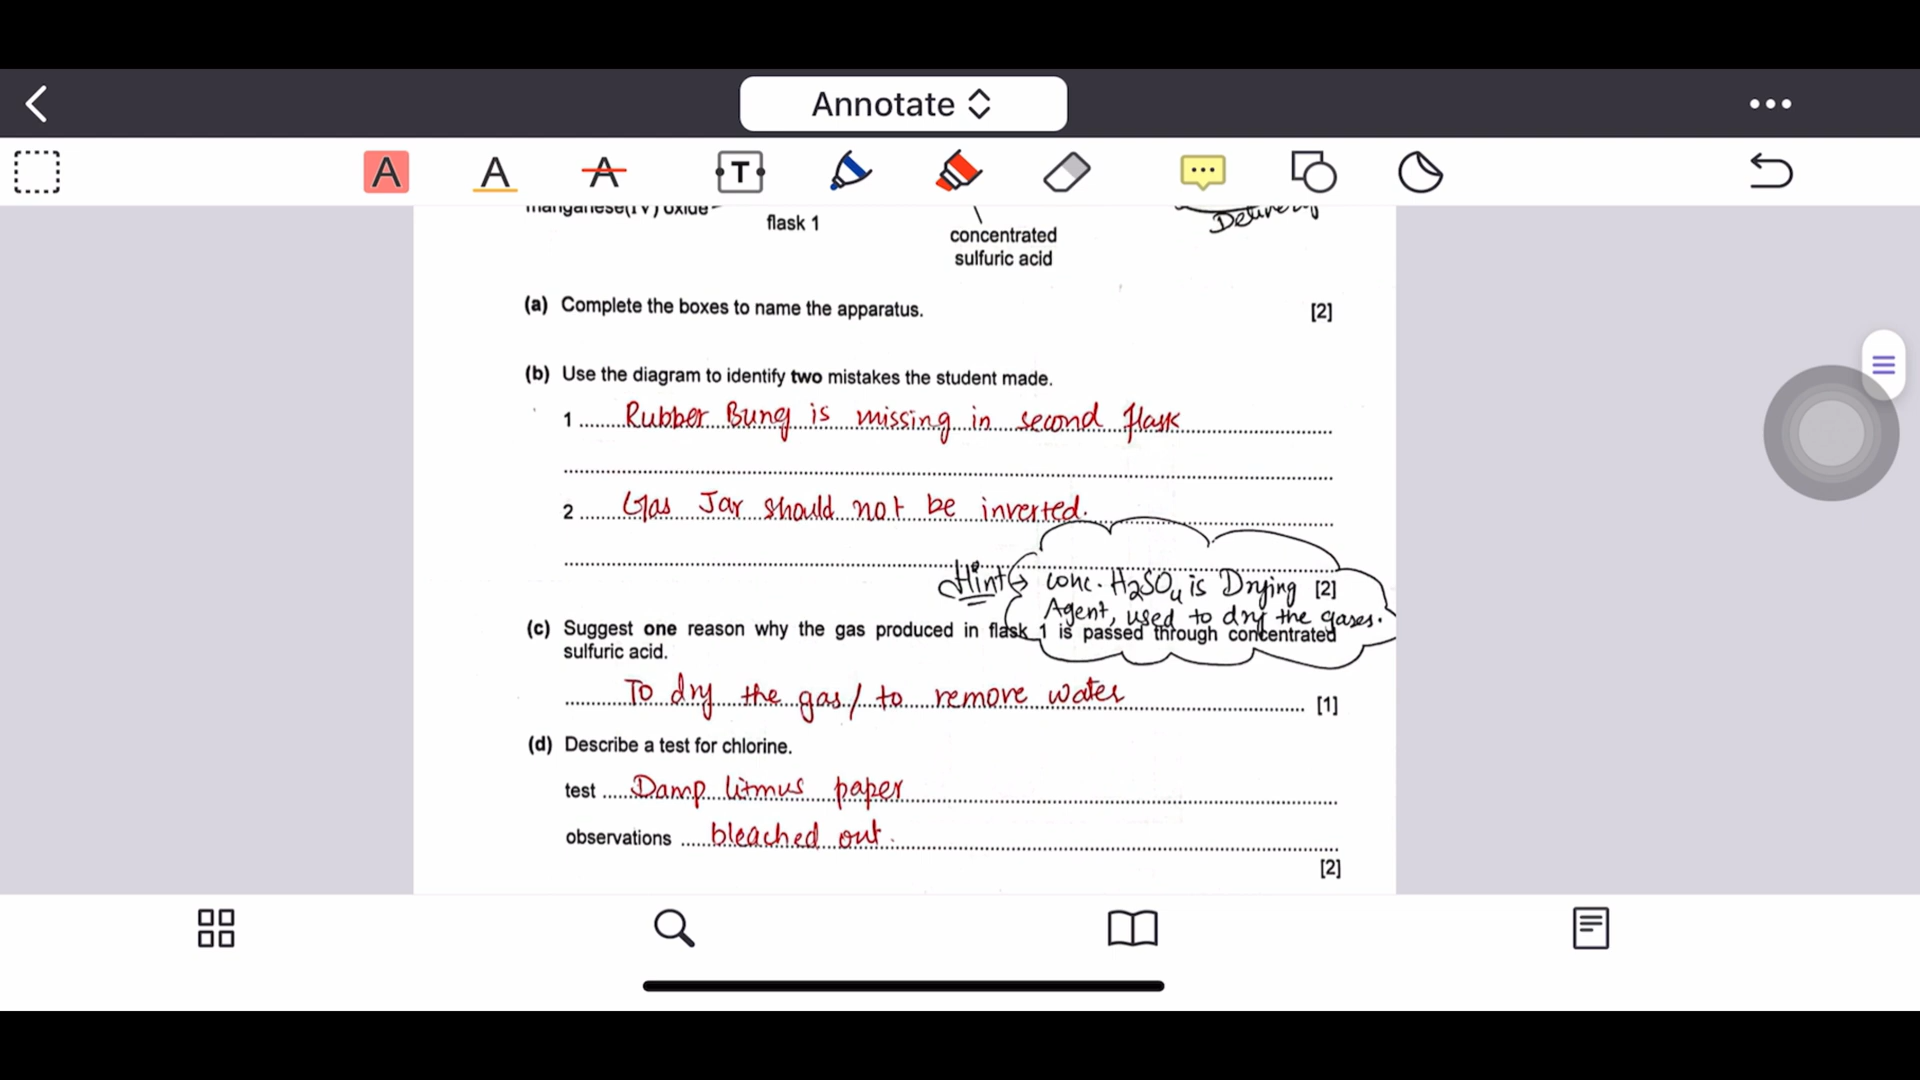 Annotate
A A A T
manganese(IV) oxide
flask 1
Delivery
concentrated
sulfuric acid
(a) Complete the boxes to name the apparatus. [2]
(b) Use the diagram to identify two mistakes the student made.
1 Rubber Bung is missing in second flask
2 Gas Jar should not be inverted.
Hint → conc. H2SO4 is Drying [2]
Agent, used to dry the gases.
(c) Suggest one reason why the gas produced in flask 1 is passed through concentrated
sulfuric acid.
To dry the gas/ to remove water [1]
(d) Describe a test for chlorine.
test Damp litmus paper
observations bleached out.
[2]